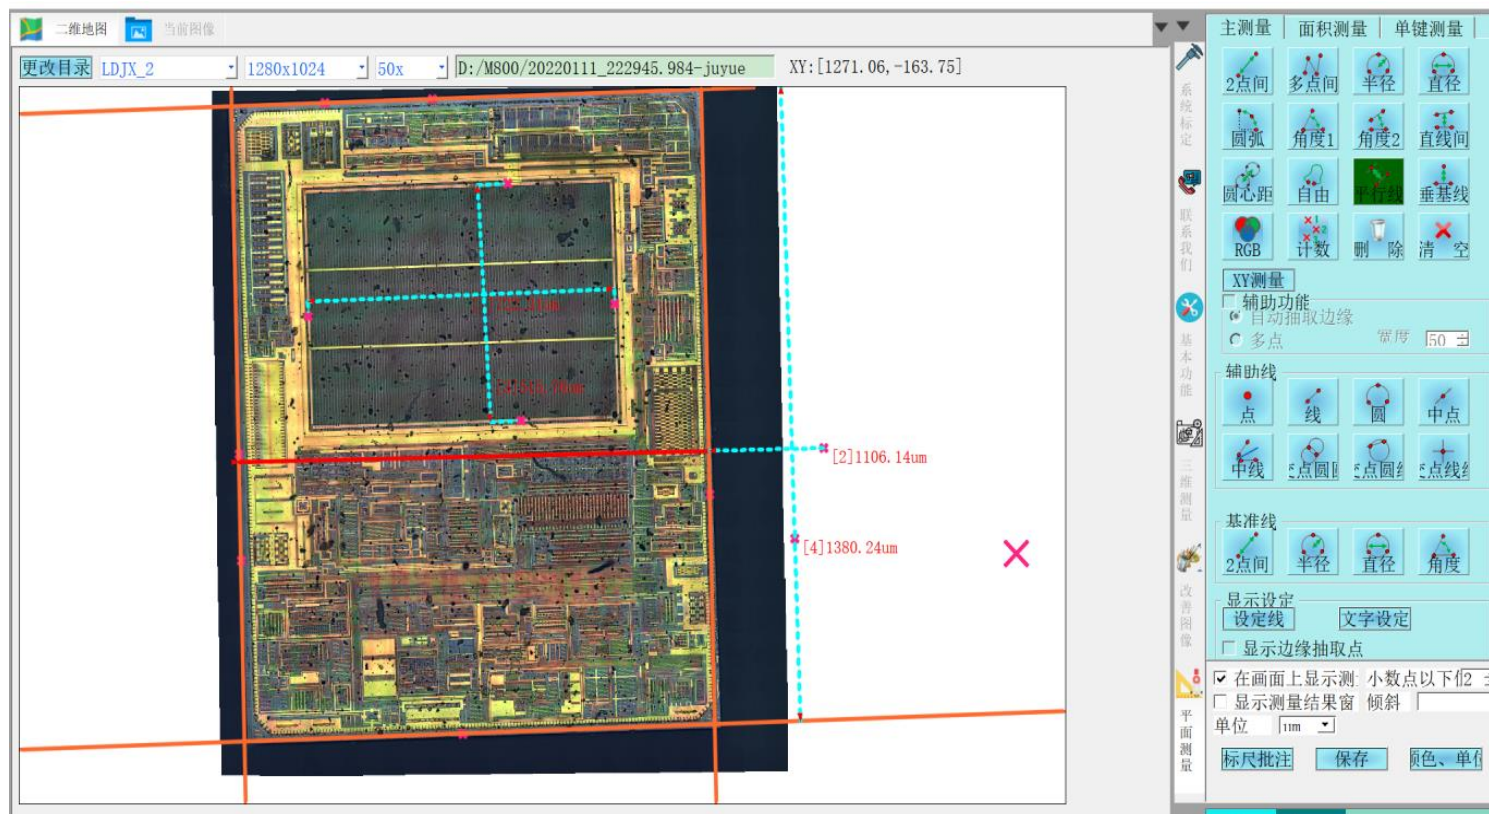 二维地图
当前图像
更改目录 LDJX_2 1280x1024 50x D:/M800/20220111_222945.984-juyue XY:[1271.06,-163.75]
[2]1106.14um
[4]1380.24um
系统标定
联系我们
基本功能
三维测量
改善图像
平面测量
主测量 面积测量 单键测量
2点间 多点间 半径 直径
圆弧 角度1 角度2 直线间
圆心距 自由 平行线 垂基线
RGB 计数 删 除 清 空
XY测量
辅助功能
自动抽取边缘
多点 宽度 50
辅助线
点 线 圆 中点
中线 点圆 点圆 点线
基准线
2点间 半径 直径 角度
显示设定
设定线 文字设定
显示边缘抽取点
在画面上显示测 小数点以下 2
显示测量结果窗 倾斜
单位 um
标尺批注 保存 色、单